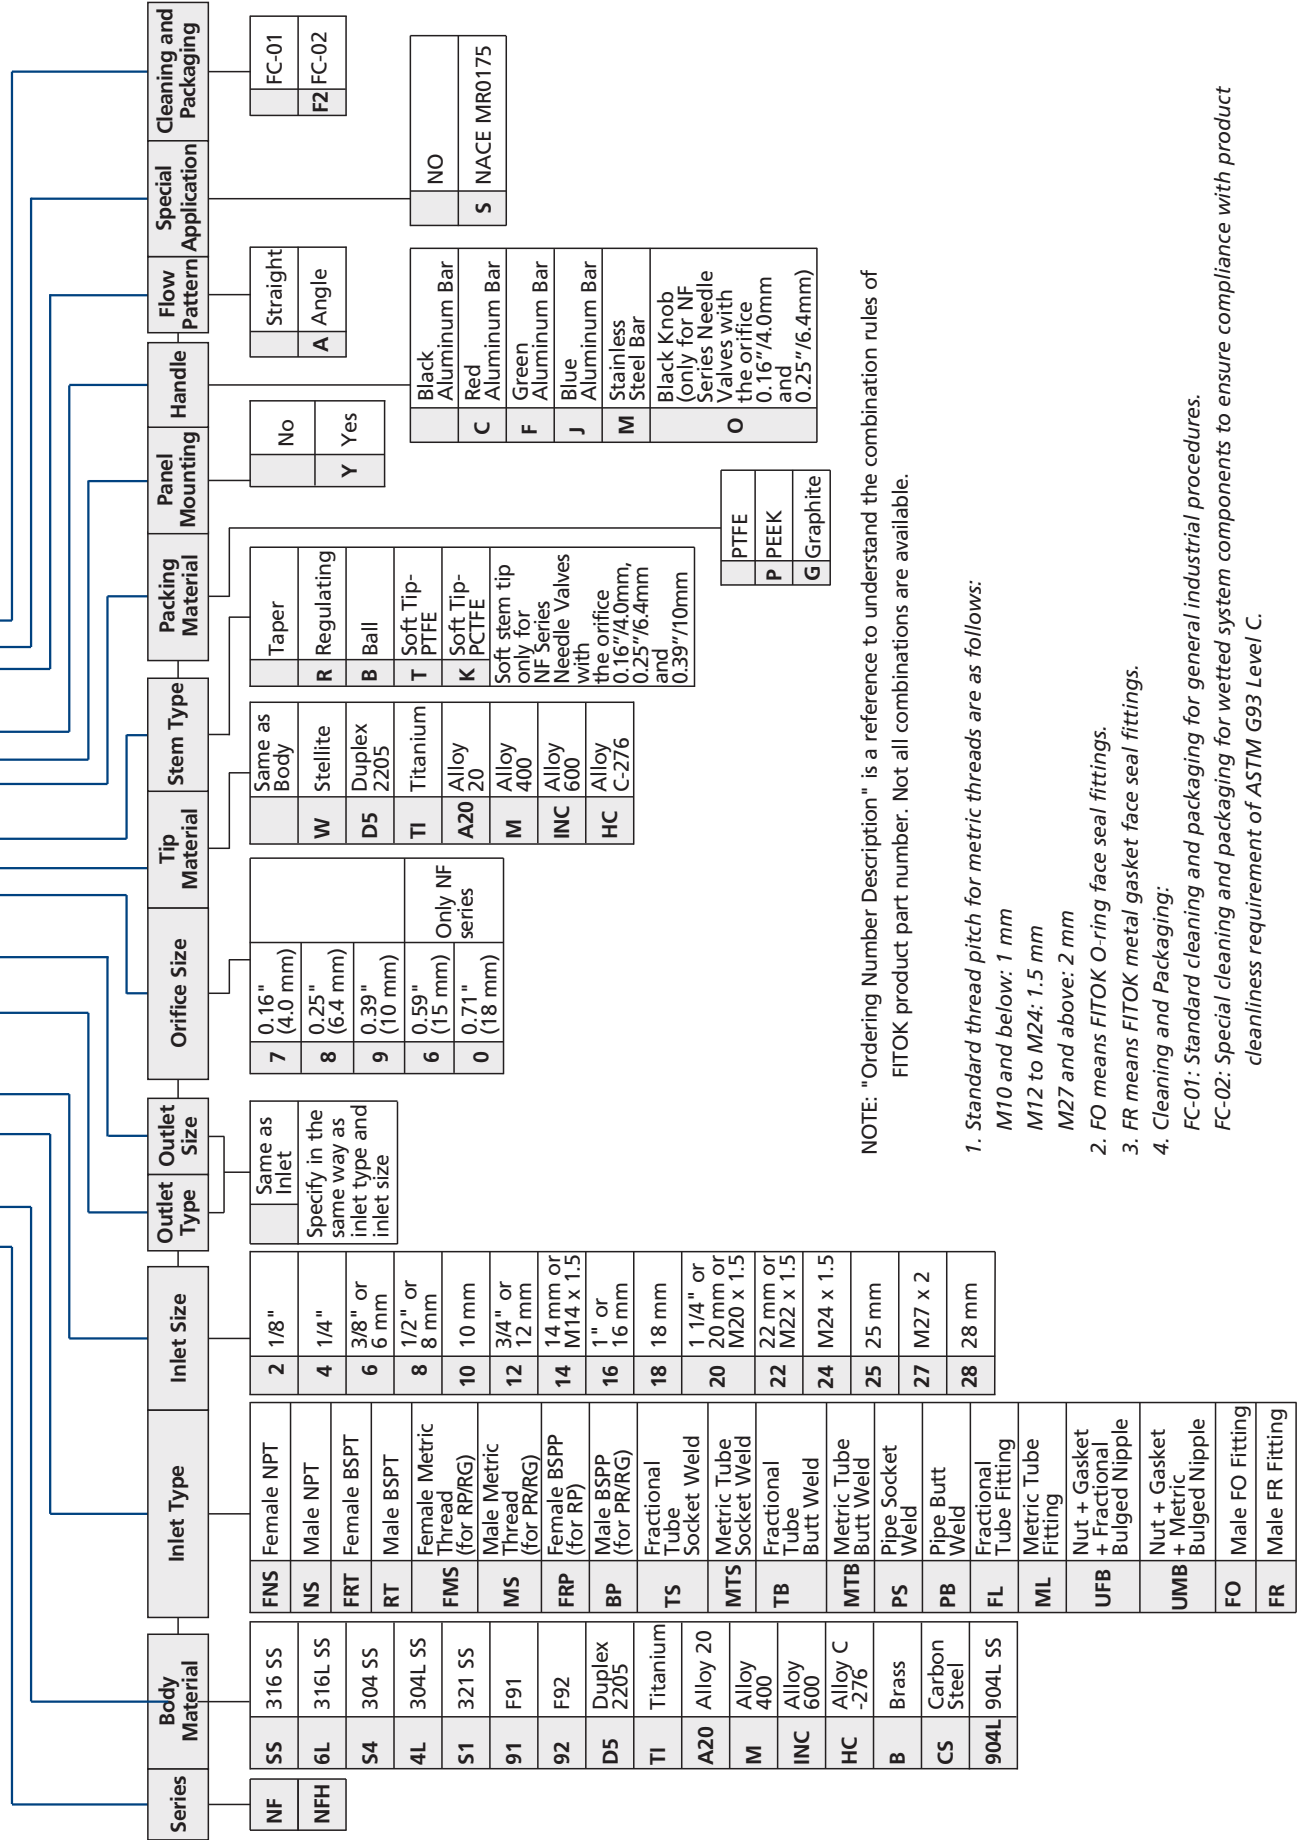 Series
Body
Material
Inlet Type
Inlet Size
Outlet
Type
Outlet
Size
Orifice Size
Tip
Material
Stem Type
Packing
Material
Panel
Mounting
Handle
Flow
Pattern
Special
Application
Cleaning and
Packaging
NF
NFH
SS 316 SS
6L 316L SS
S4 304 SS
4L 304L SS
S1 321 SS
91 F91
92 F92
D5 Duplex
2205
TI Titanium
A20 Alloy 20
M Alloy
400
INC Alloy
600
HC Alloy C
-276
B Brass
CS Carbon
Steel
904L 904L SS
FNS Female NPT
NS Male NPT
FRT Female BSPT
RT Male BSPT
FMS Female Metric
Thread
(for RP/RG)
MS Male Metric
Thread
(for PR/RG)
FRP Female BSPP
(for RP)
BP Male BSPP
(for PR/RG)
TS Fractional
Tube
Socket Weld
MTS Metric Tube
Socket Weld
TB Fractional
Tube
Butt Weld
MTB Metric Tube
Butt Weld
PS Pipe Socket
Weld
PB Pipe Butt
Weld
FL Fractional
Tube Fitting
ML Metric Tube
Fitting
UFB Nut + Gasket
+ Fractional
Bulged Nipple
UMB Nut + Gasket
+ Metric
Bulged Nipple
FO Male FO Fitting
FR Male FR Fitting
2 1/8"
4 1/4"
6 3/8" or
6 mm
8 1/2" or
8 mm
10 10 mm
12 3/4" or
12 mm
14 14 mm or
M14 x 1.5
16 1" or
16 mm
18 18 mm
20 1 1/4" or
20 mm or
M20 x 1.5
22 22 mm or
M22 x 1.5
24 M24 x 1.5
25 25 mm
27 M27 x 2
28 28 mm
Same as
Inlet
Specify in the
same way as
inlet type and
inlet size
7 0.16"
(4.0 mm)
8 0.25"
(6.4 mm)
9 0.39"
(10 mm)
6 0.59"
(15 mm)
0 0.71"
(18 mm)
Only NF
series
Same as
Body
W Stellite
D5 Duplex
2205
TI Titanium
A20 Alloy
20
M Alloy
400
INC Alloy
600
HC Alloy
C-276
Taper
R Regulating
B Ball
T Soft Tip-
PTFE
K Soft Tip-
PCTFE
Soft stem tip
only for
NF Series
Needle Valves
with
the orifice
0.16"/4.0mm,
0.25"/6.4mm
and
0.39"/10mm
PTFE
P PEEK
G Graphite
No
Y Yes
Black
Aluminum Bar
C Red
Aluminum Bar
F Green
Aluminum Bar
J Blue
Aluminum Bar
M Stainless
Steel Bar
O Black Knob
(only for NF
Series Needle
Valves with
the orifice
0.16"/4.0mm
and
0.25"/6.4mm)
Straight
A Angle
NO
S NACE MR0175
FC-01
F2 FC-02
NOTE: "Ordering Number Description" is a reference to understand the combination rules of
FITOK product part number. Not all combinations are available.
1. Standard thread pitch for metric threads are as follows:
M10 and below: 1 mm
M12 to M24: 1.5 mm
M27 and above: 2 mm
2. FO means FITOK O-ring face seal fittings.
3. FR means FITOK metal gasket face seal fittings.
4. Cleaning and Packaging:
FC-01: Standard cleaning and packaging for general industrial procedures.
FC-02: Special cleaning and packaging for wetted system components to ensure compliance with product
cleanliness requirement of ASTM G93 Level C.